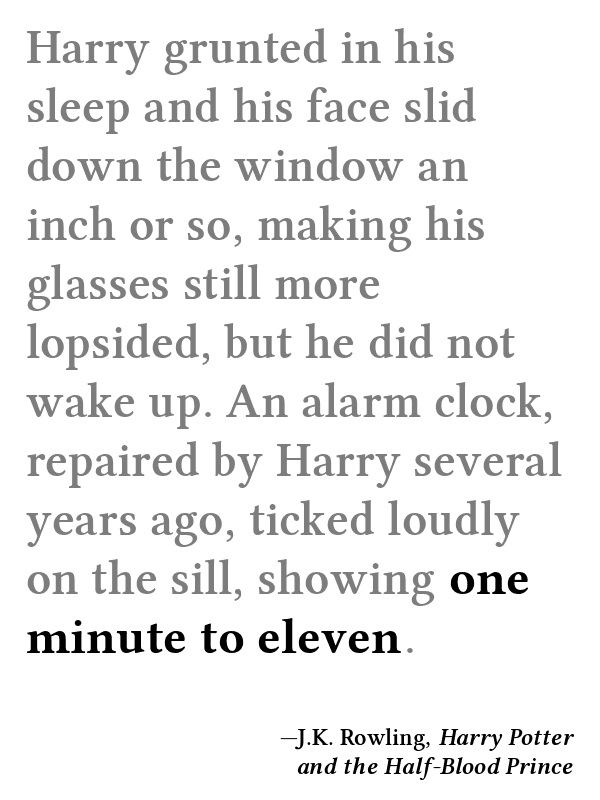 Harry grunted in his
sleep and his face slid
down the window an
inch or so, making his
glasses still more
lopsided, but he did not
wake up. An alarm clock,
repaired by Harry several
years ago, ticked loudly
on the sill, showing one
minute to eleven.
—J.K. Rowling, Harry Potter
and the Half-Blood Prince